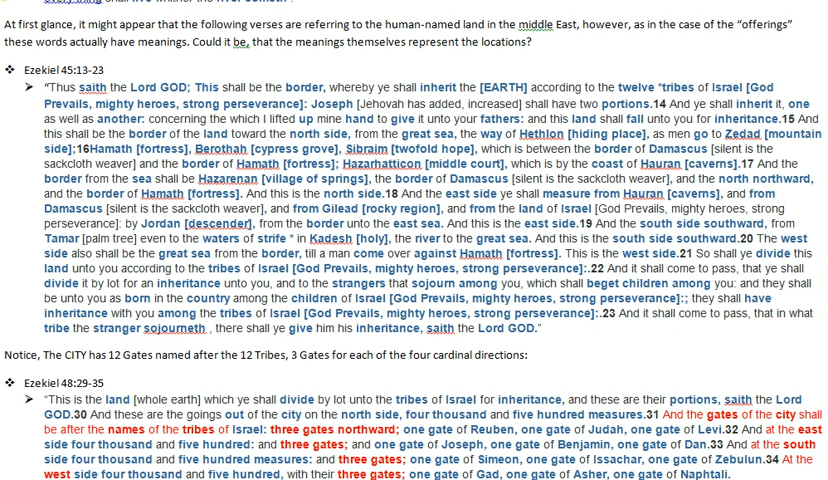 everything shall live whither the river cometh".
At first glance, it might appear that the following verses are referring to the human-named land in the middle East, however, as in the case of the "offerings"
these words actually have meanings. Could it be, that the meanings themselves represent the locations?
❖ Ezekiel 45:13-23
➤ "Thus saith the Lord GOD; This shall be the border, whereby ye shall inherit the [EARTH] according to the twelve *tribes of Israel [God
Prevails, mighty heroes, strong perseverance]: Joseph [Jehovah has added, increased] shall have two portions.14 And ye shall inherit it, one
as well as another: concerning the which I lifted up mine hand to give it unto your fathers: and this land shall fall unto you for inheritance.15 And
this shall be the border of the land toward the north side, from the great sea, the way of Hethlon [hiding place], as men go to Zedad [mountain
side];16Hamath [fortress], Berothah [cypress grove], Sibraim [twofold hope], which is between the border of Damascus [silent is the
sackcloth weaver] and the border of Hamath [fortress]; Hazarhatticon [middle court], which is by the coast of Hauran [caverns].17 And the
border from the sea shall be Hazarenan [village of springs], the border of Damascus [silent is the sackcloth weaver], and the north northward,
and the border of Hamath [fortress]. And this is the north side.18 And the east side ye shall measure from Hauran [caverns], and from
Damascus [silent is the sackcloth weaver], and from Gilead [rocky region], and from the land of Israel [God Prevails, mighty heroes, strong
perseverance]: by Jordan [descender], from the border unto the east sea. And this is the east side.19 And the south side southward, from
Tamar [palm tree] even to the waters of strife * in Kadesh [holy], the river to the great sea. And this is the south side southward.20 The west
side also shall be the great sea from the border, till a man come over against Hamath [fortress]. This is the west side.21 So shall ye divide this
land unto you according to the tribes of Israel [God Prevails, mighty heroes, strong perseverance]:.22 And it shall come to pass, that ye shall
divide it by lot for an inheritance unto you, and to the strangers that sojourn among you, which shall beget children among you: and they shall
be unto you as born in the country among the children of Israel [God Prevails, mighty heroes, strong perseverance]:; they shall have
inheritance with you among the tribes of Israel [God Prevails, mighty heroes, strong perseverance]:.23 And it shall come to pass, that in what
tribe the stranger sojourneth , there shall ye give him his inheritance, saith the Lord GOD."
Notice, The CITY has 12 Gates named after the 12 Tribes, 3 Gates for each of the four cardinal directions:
❖ Ezekiel 48:29-35
➤ "This is the land [whole earth] which ye shall divide by lot unto the tribes of Israel for inheritance, and these are their portions, saith the Lord
GOD.30 And these are the goings out of the city on the north side, four thousand and five hundred measures.31 And the gates of the city shall
be after the names of the tribes of Israel: three gates northward; one gate of Reuben, one gate of Judah, one gate of Levi.32 And at the east
side four thousand and five hundred: and three gates; and one gate of Joseph, one gate of Benjamin, one gate of Dan.33 And at the south
side four thousand and five hundred measures: and three gates; one gate of Simeon, one gate of Issachar, one gate of Zebulun.34 At the
west side four thousand and five hundred, with their three gates; one gate of Gad, one gate of Asher, one gate of Naphtali.